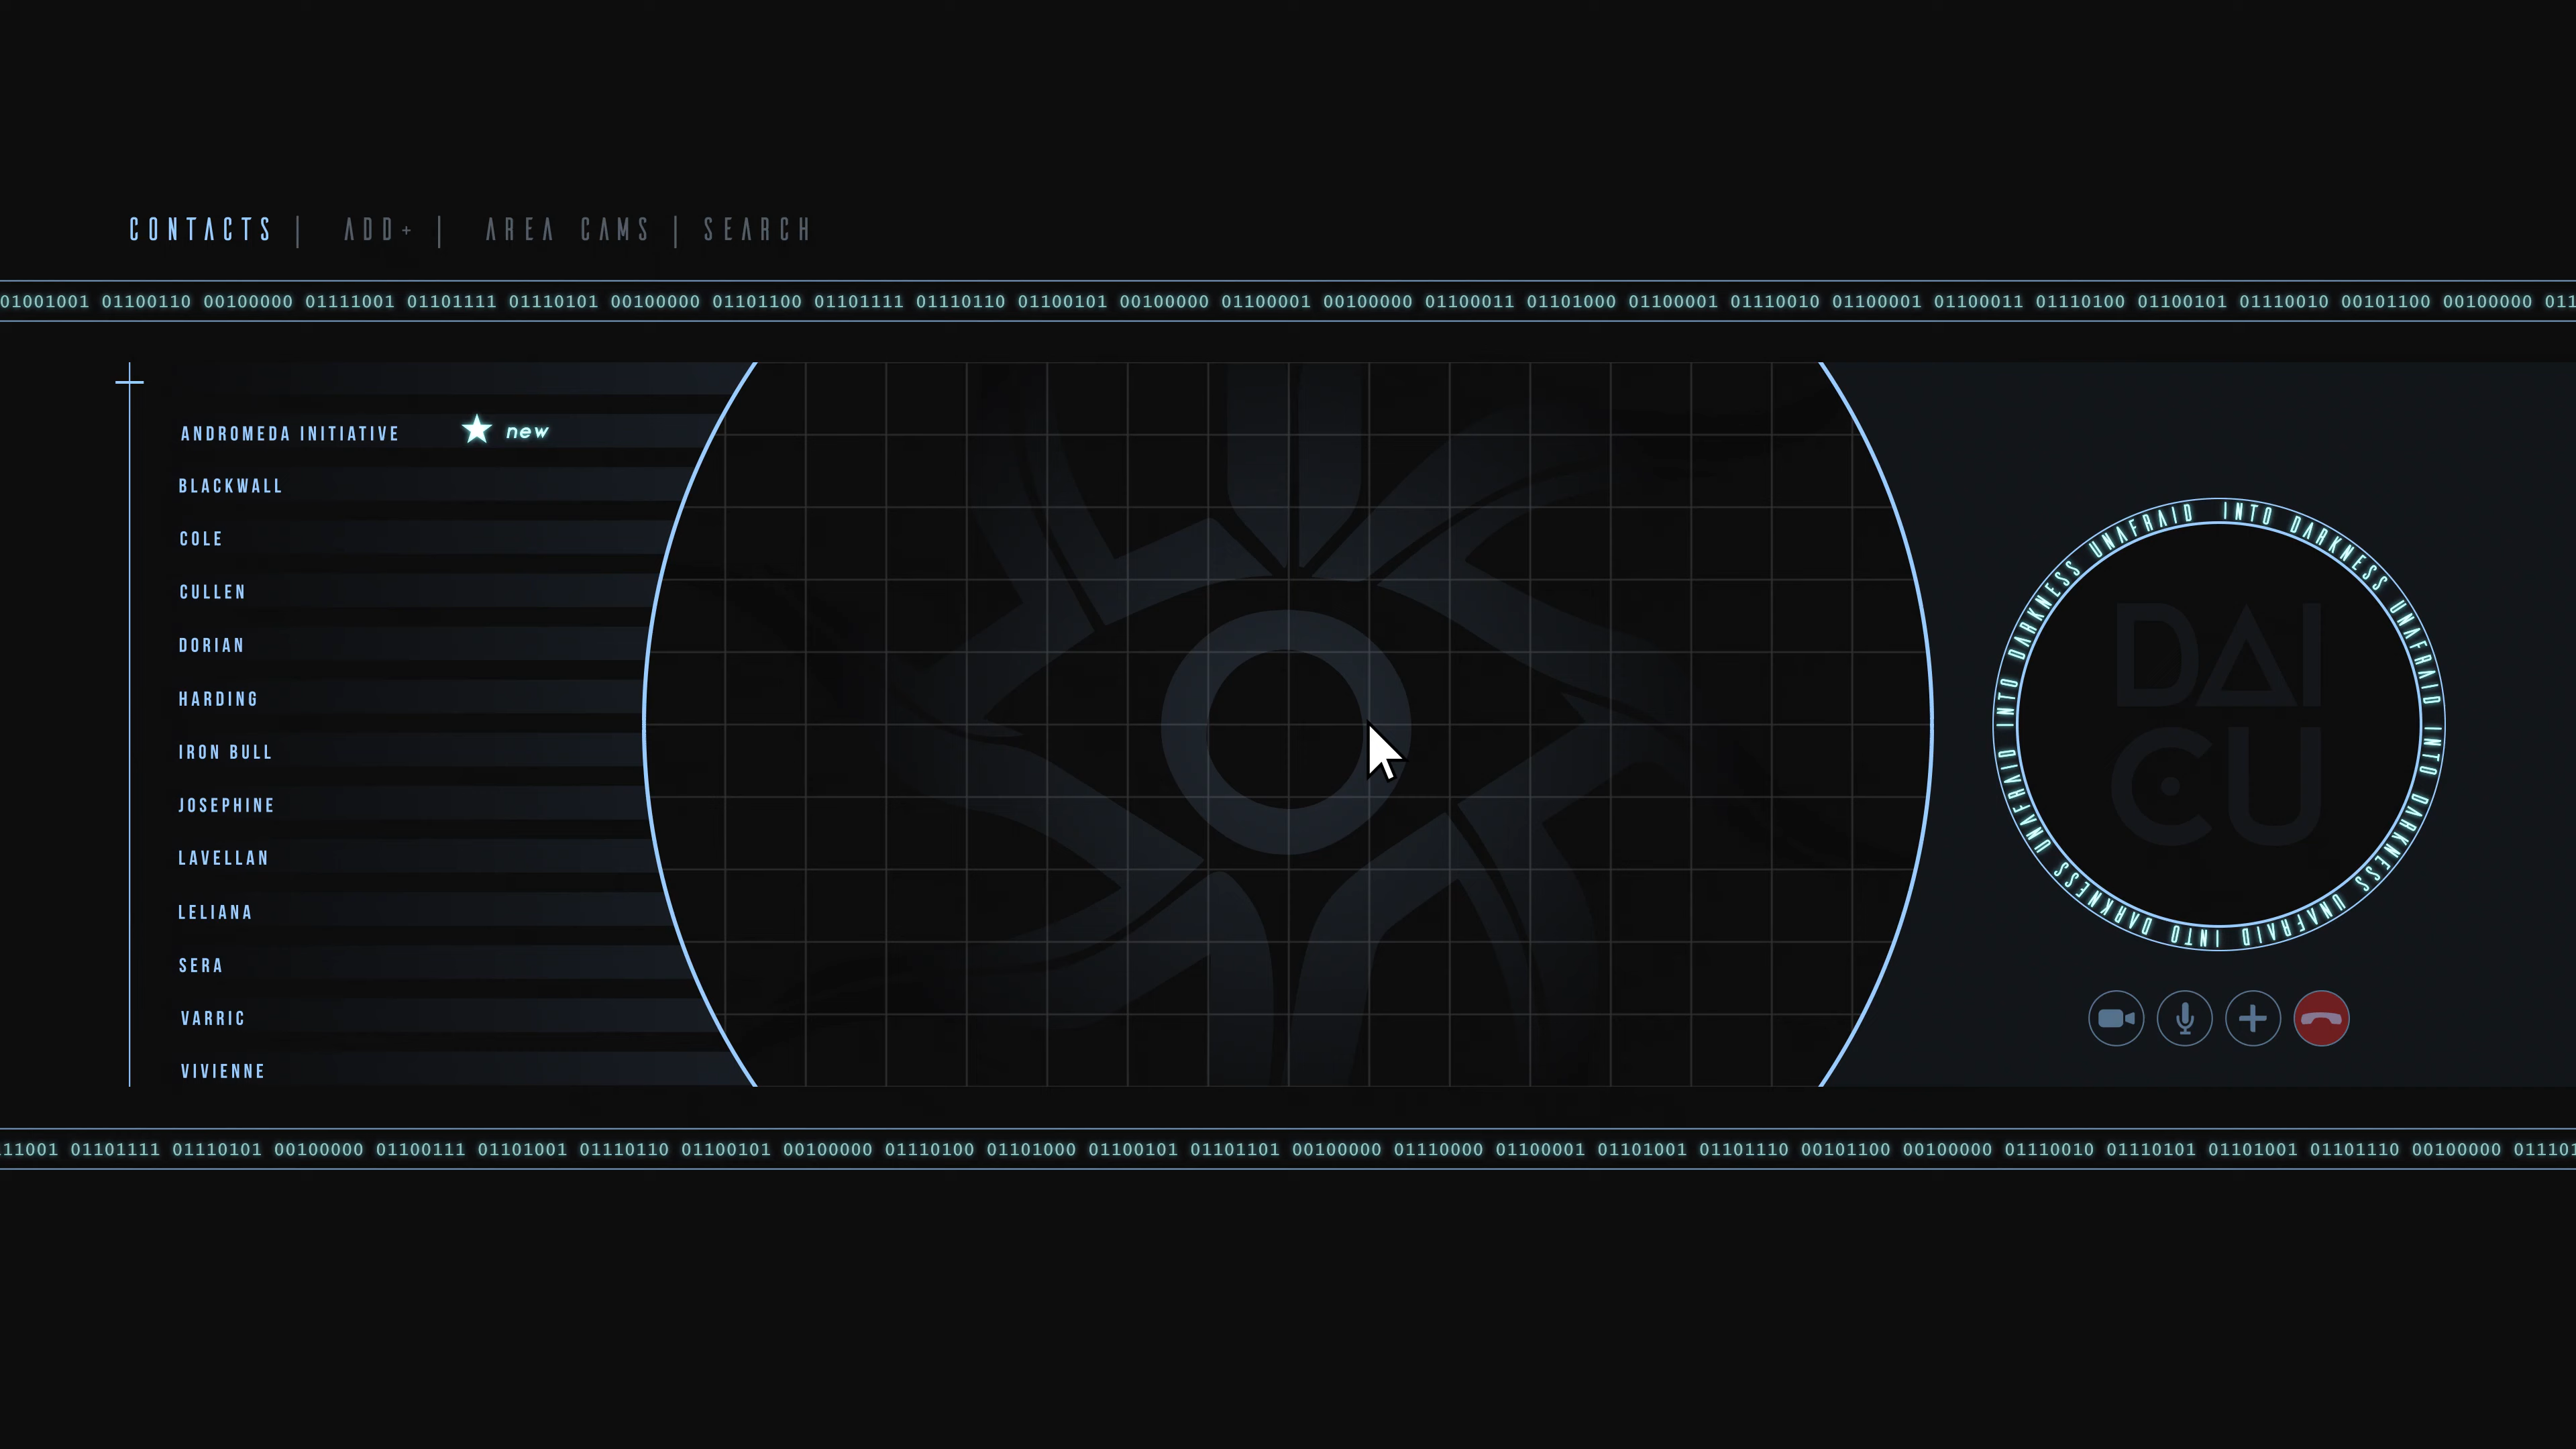 CONTACTS | ADD+ | AREA CAMS | SEARCH
01001001 01100110 00100000 01111001 01101111 01110101 00100000 01101100 01101111 01110110 01100101 00100000 01100001 00100000 01100011 01101000 01100001 01110010 01100001 01100011 01110100 01100101 01110010 00101100 00100000 011
ANDROMEDA INITIATIVE new
BLACKWALL
COLE
CULLEN
DORIAN
HARDING
IRON BULL
JOSEPHINE
LAVELLAN
LELIANA
SERA
VARRIC
VIVIENNE
INTO DARKNESS UNAFRAID INTO DARKNESS UNAFRAID INTO DARKNESS UNAFRAID INTO DARKNESS UNAFRAID
DAI
CU
111001 01101111 01110101 00100000 01100111 01101001 01110110 01100101 00100000 01110100 01101000 01100101 01101101 00100000 01110000 01100001 01101001 01101110 00101100 00100000 01110010 01110101 01101001 01101110 00100000 011101